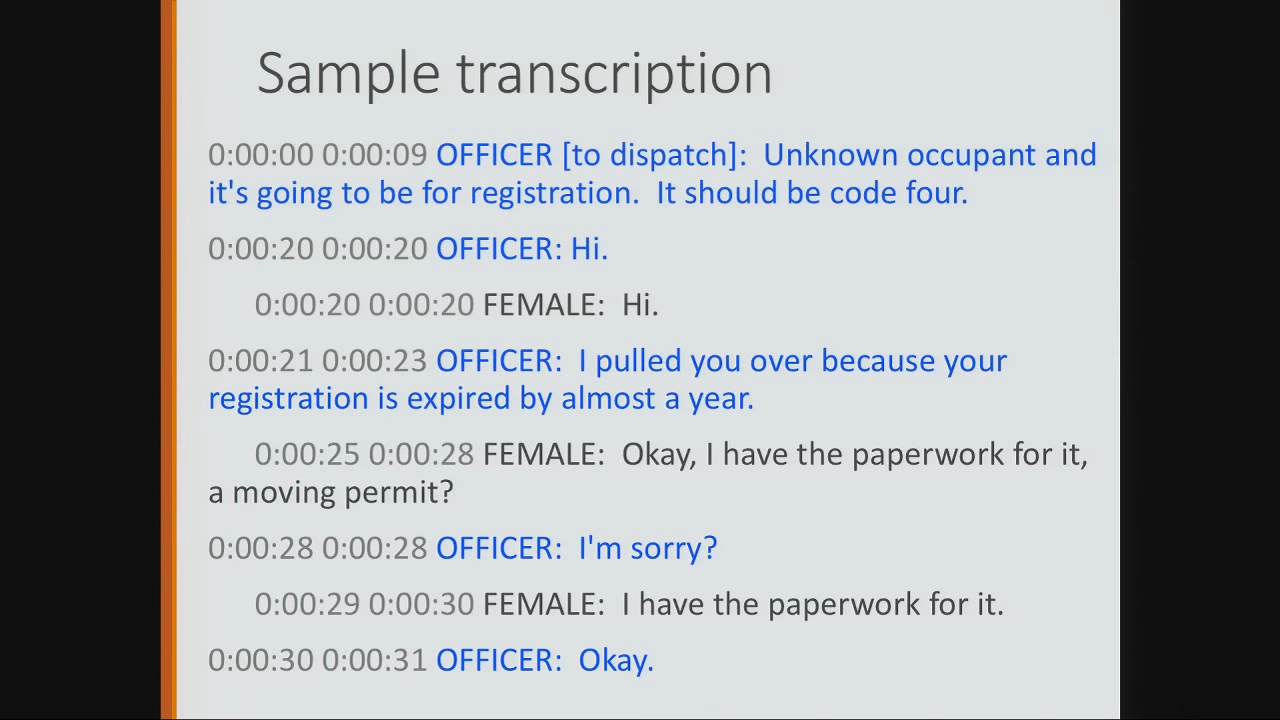 Sample transcription
0:00:00 0:00:09 OFFICER [to dispatch]:  Unknown occupant and
it's going to be for registration.  It should be code four.
0:00:20 0:00:20 OFFICER: Hi.
0:00:20 0:00:20 FEMALE:  Hi.
0:00:21 0:00:23 OFFICER:  I pulled you over because your
registration is expired by almost a year.
0:00:25 0:00:28 FEMALE:  Okay, I have the paperwork for it,
a moving permit?
0:00:28 0:00:28 OFFICER:  I'm sorry?
0:00:29 0:00:30 FEMALE:  I have the paperwork for it.
0:00:30 0:00:31 OFFICER:  Okay.